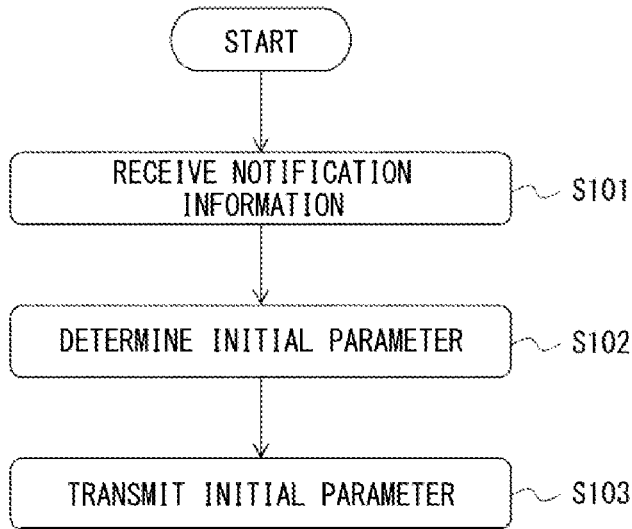 START
RECEIVE NOTIFICATION
INFORMATION
S101
DETERMINE INITIAL PARAMETER
S102
TRANSMIT INITIAL PARAMETER
S103